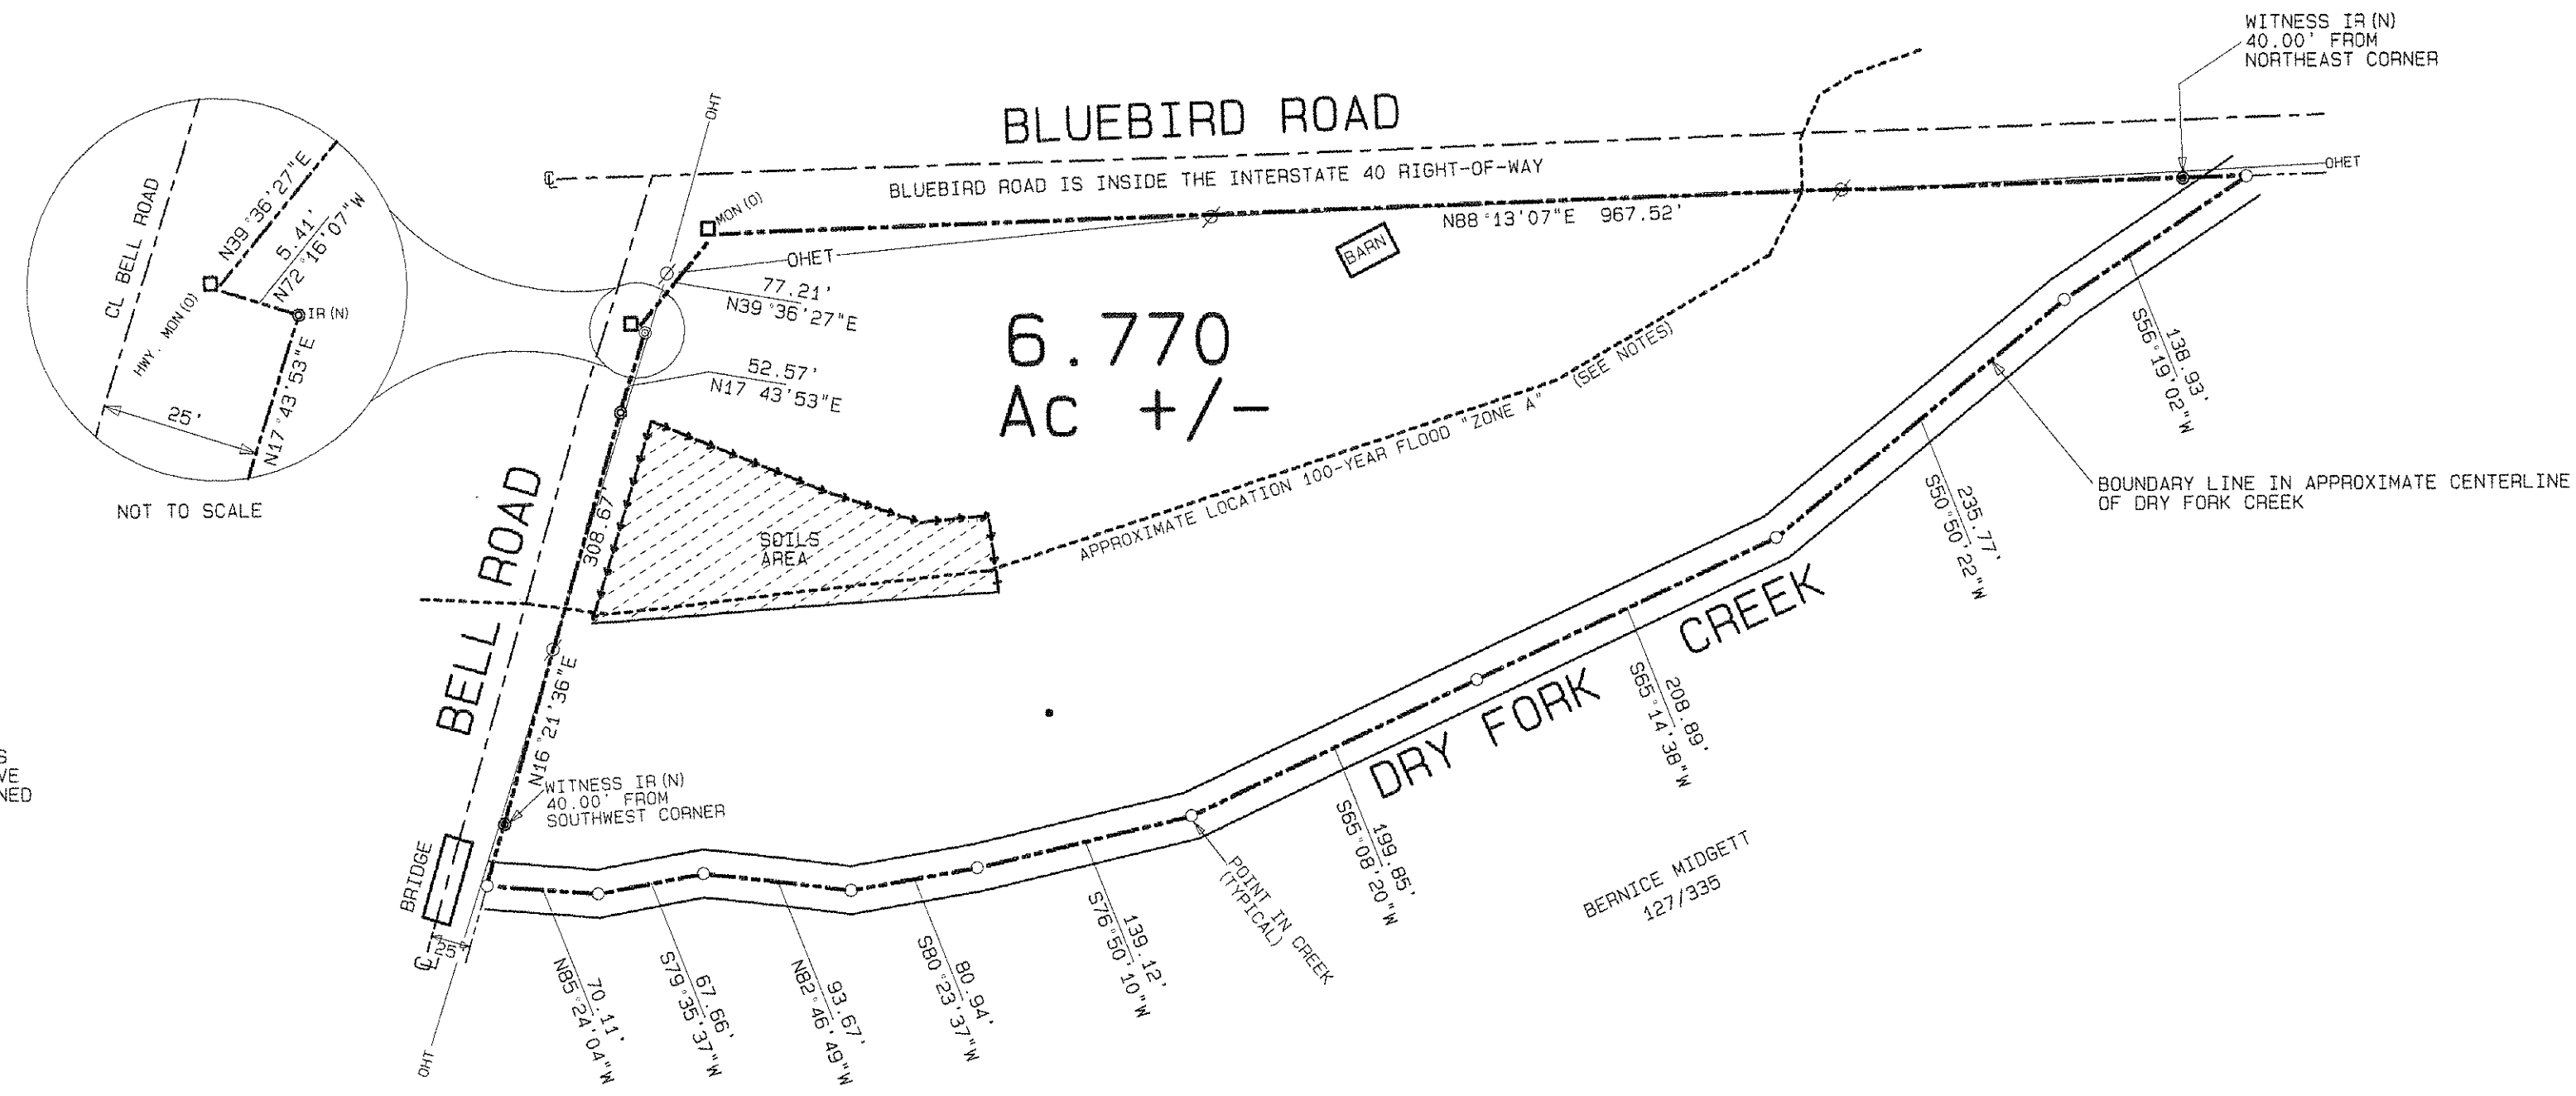 WITNESS IR(N)
40.00' FROM
NORTHEAST CORNER
BLUEBIRD ROAD
BLUEBIRD ROAD IS INSIDE THE INTERSTATE 40 RIGHT-OF-WAY
OHT
OHET
MON(O)
N88°13'07"E 967.52'
BARN
OHET
77.21'
N39°36'27"E
52.57'
N17 43'53"E
6.770
Ac +/-
CL BELL ROAD
N39°36'27"E
5.41'
N72°16'07"W
HWY. MON(O)
IR(N)
25'
N17°43'53"E
NOT TO SCALE
(SEE NOTES)
APPROXIMATE LOCATION 100-YEAR FLOOD "ZONE A"
138.93'
S56°19'02"W
BOUNDARY LINE IN APPROXIMATE CENTERLINE
OF DRY FORK CREEK
SOILS
AREA
308.67'
N16°21'36"E
BELL ROAD
235.77'
S50°50'22"W
DRY FORK CREEK
208.89'
S65°14'38"W
199.85'
S65°08'20"W
WITNESS IR(N)
40.00' FROM
SOUTHWEST CORNER
BRIDGE
25'
OHT
POINT IN CREEK
(TYPICAL)
BERNICE MIDGETT
127/335
139.12'
S76°50'10"W
80.94'
S80°23'37"W
93.67'
N82°46'49"W
67.66'
S79°35'37"W
70.11'
N85°24'04"W